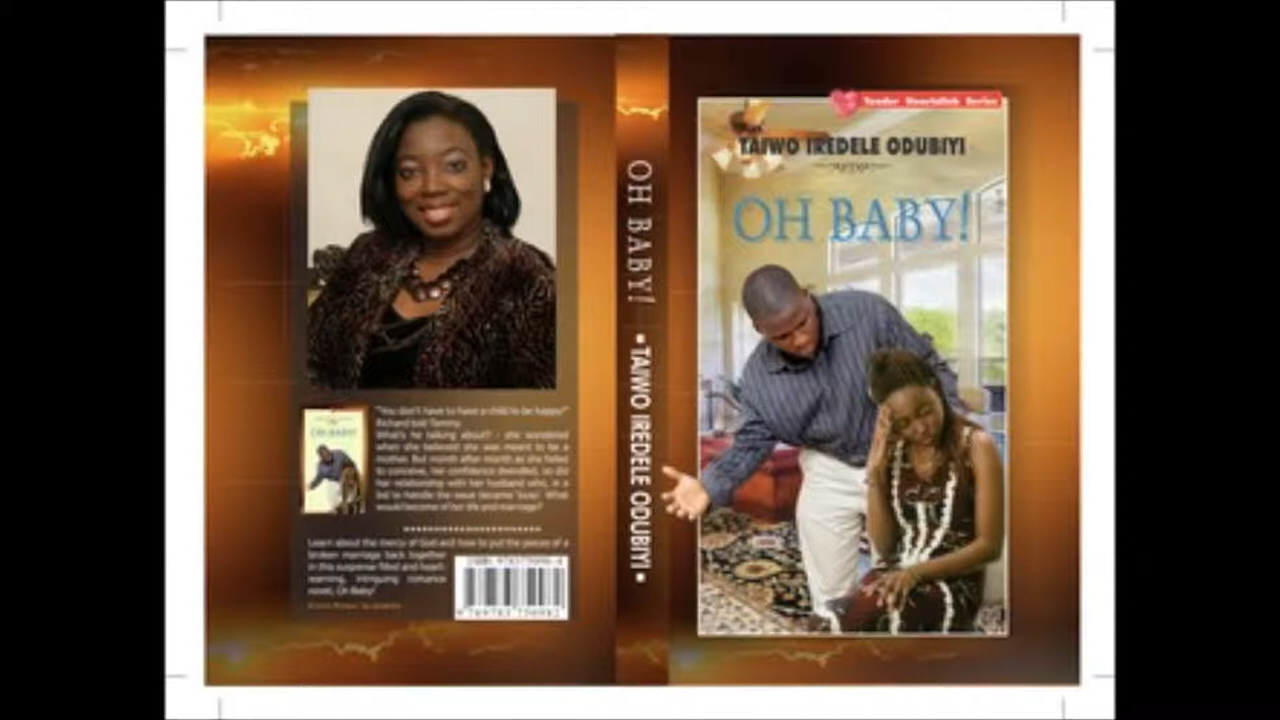 "You don't have to have a child to be happy!"
Richard told Tammy.
What's he talking about? - she wondered
when she believed she was meant to be a
mother. But month after month as she failed
to conceive, her confidence dwindled, so did
her relationship with her husband who, in a
bid to handle the issue became 'busy'. What
would become of her life and marriage?
Learn about the mercy of God and how to put the pieces of a
broken marriage back together
in this suspense-filled and heart-
warming, intriguing romance
novel, Oh Baby!
OH BABY!
OH BABY! • TAIWO IREDELE ODUBIYI •
Tender Heartslink Series
TAIWO IREDELE ODUBIYI
OH BABY!